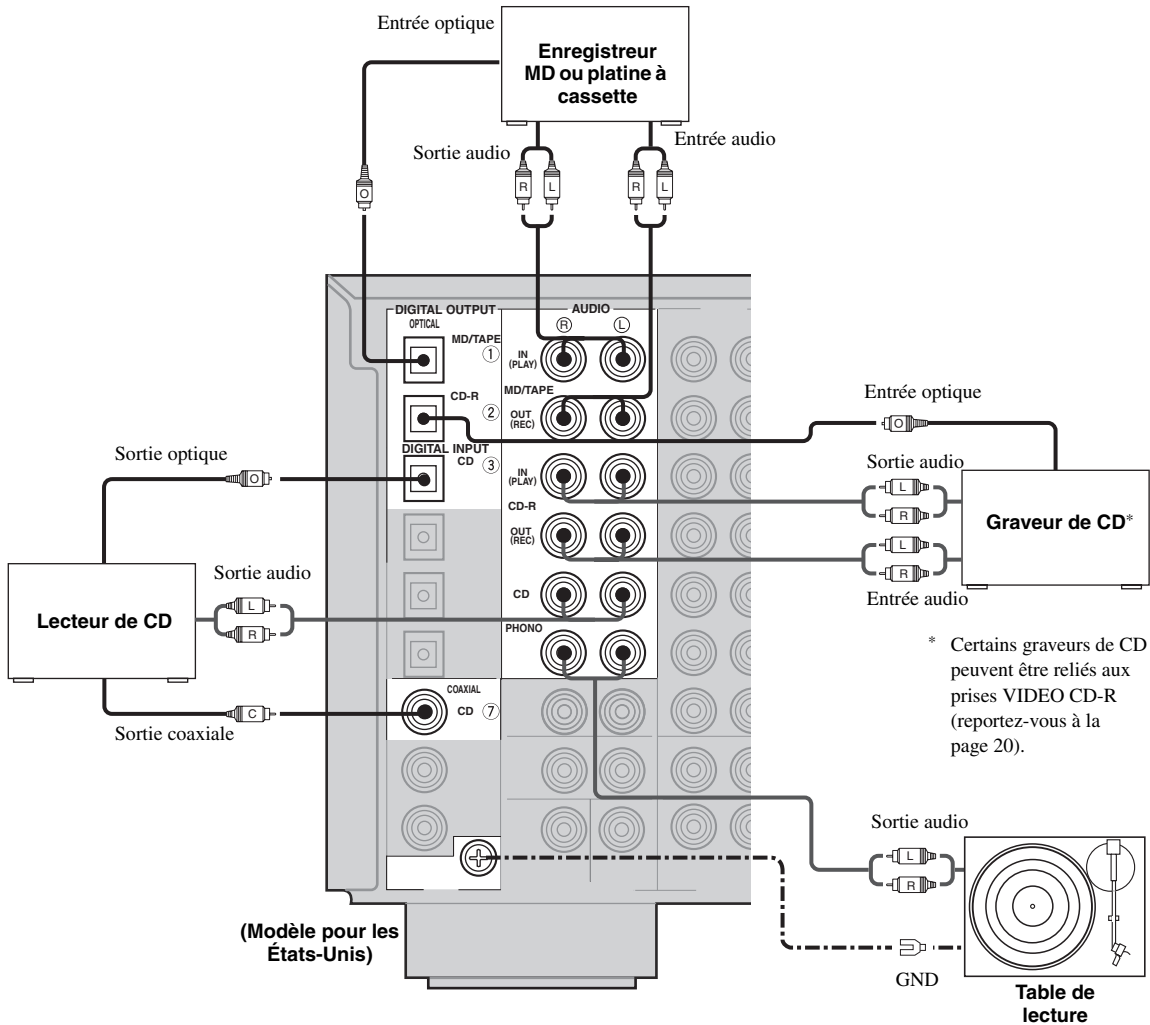 Entrée optique
Enregistreur
MD ou platine à
cassette
Sortie audio
Entrée audio
O
R
L
R
L
DIGITAL OUTPUT
OPTICAL
AUDIO
R
L
MD/TAPE
①
IN
(PLAY)
MD/TAPE
CD-R
②
OUT
(REC)
DIGITAL INPUT
CD
③
IN
(PLAY)
CD-R
OUT
(REC)
CD
PHONO
COAXIAL
CD
⑦
Entrée optique
O
Sortie audio
L
R
Graveur de CD*
L
R
Entrée audio
Sortie optique
O
Sortie audio
L
R
Lecteur de CD
C
Sortie coaxiale
* Certains graveurs de CD
peuvent être reliés aux
prises VIDEO CD-R
(reportez-vous à la
page 20).
Sortie audio
L
R
GND
Table de
lecture
(Modèle pour les
États-Unis)